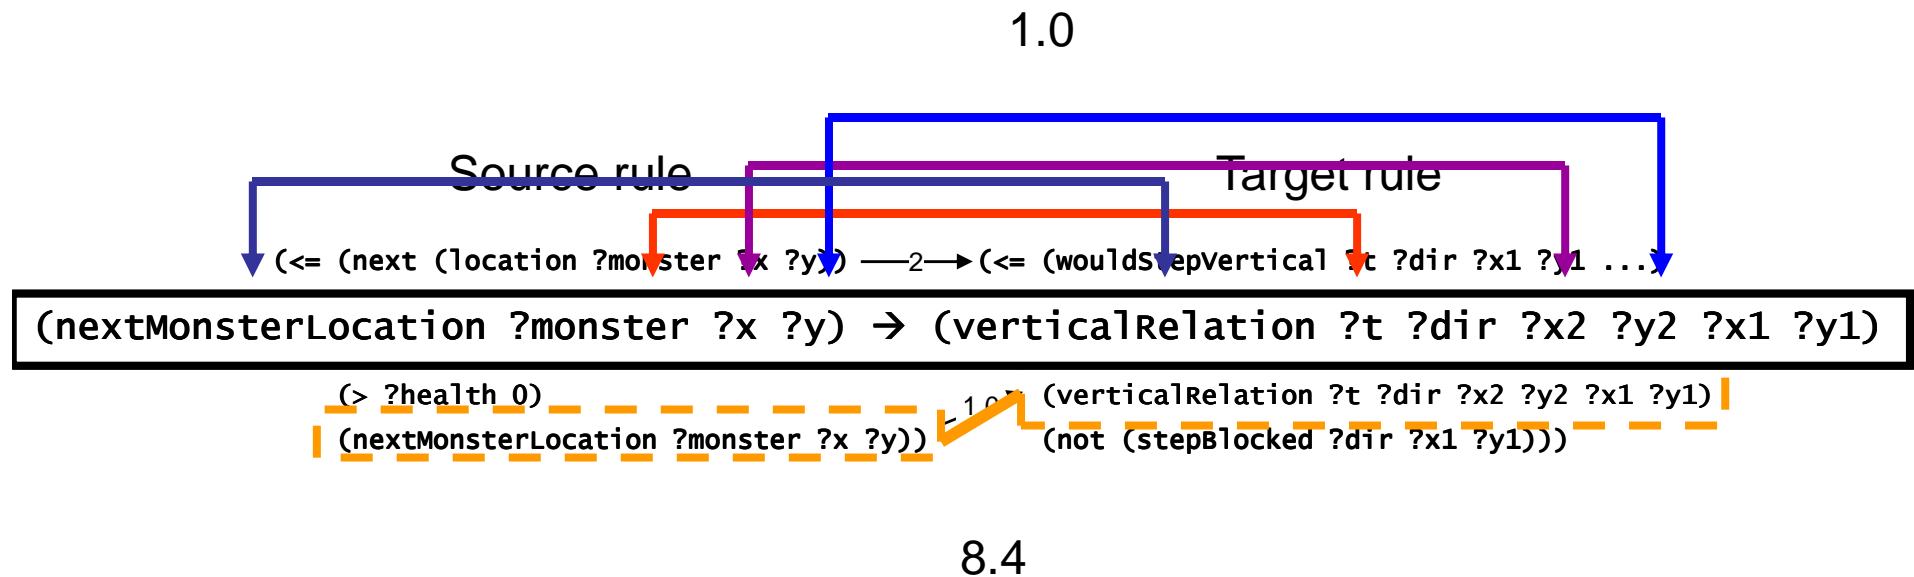 1.0
Source rule Target rule
(<= (next (location ?monster ?x ?y)) 2 (<= (wouldStepVertical ?t ?dir ?x1 ?y1 ...)
(nextMonsterLocation ?monster ?x ?y) → (verticalRelation ?t ?dir ?x2 ?y2 ?x1 ?y1)
(> ?health 0) 1.0 (verticalRelation ?t ?dir ?x2 ?y2 ?x1 ?y1)
(nextMonsterLocation ?monster ?x ?y)) (not (stepBlocked ?dir ?x1 ?y1)))
8.4